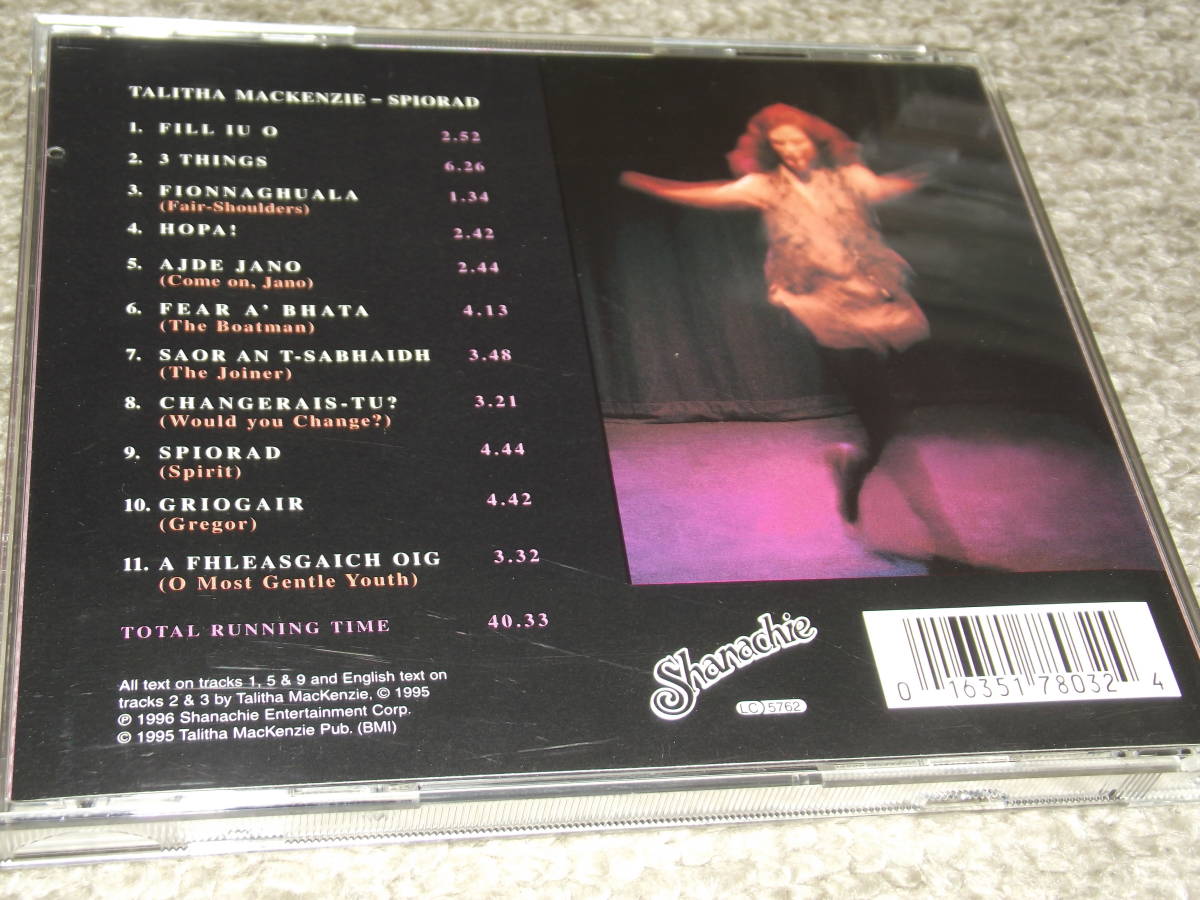 TALITHA MACKENZIE – SPIORAD
1. FILL IU O 2.52
2. 3 THINGS 6.26
3. FIONNAGHUALA 1.34
(Fair-Shoulders)
4. HOPA! 2.42
5. AJDE JANO 2.44
(Come on, Jano)
6. FEAR A' BHATA 4.13
(The Boatman)
7. SAOR AN T-SABHAIDH 3.48
(The Joiner)
8. CHANGERAIS-TU? 3.21
(Would you Change?)
9. SPIORAD 4.44
(Spirit)
10. GRIOGAIR 4.42
(Gregor)
11. A FHLEASGAICH OIG 3.32
(O Most Gentle Youth)
TOTAL RUNNING TIME 40.33
All text on tracks 1, 5 & 9 and English text on
tracks 2 & 3 by Talitha MacKenzie, © 1995
℗ 1996 Shanachie Entertainment Corp.
© 1995 Talitha MacKenzie Pub. (BMI)
Shanachie
LC 5762
0 16351 78032 4